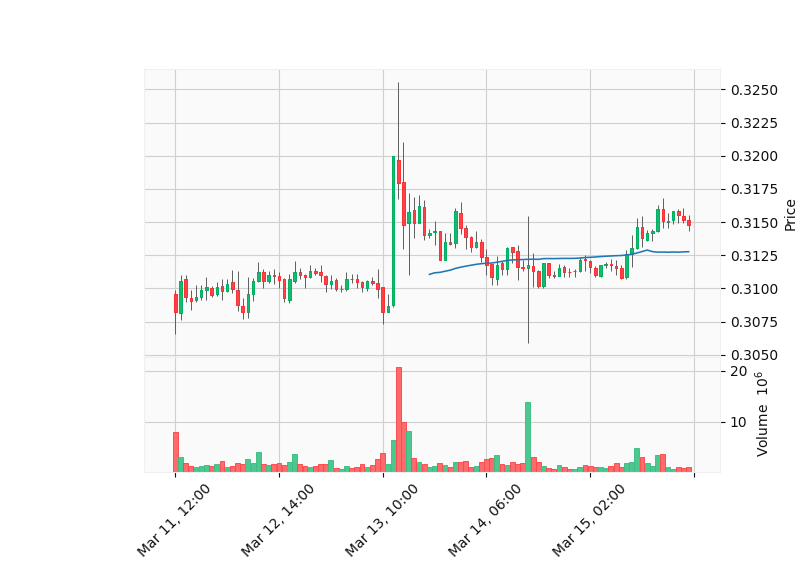 0.3250
0.3225
0.3200
0.3175
0.3150
0.3125
0.3100
0.3075
0.3050
Price
20
10
Volume 10^6
Mar 11, 12:00
Mar 12, 14:00
Mar 13, 10:00
Mar 14, 06:00
Mar 15, 02:00